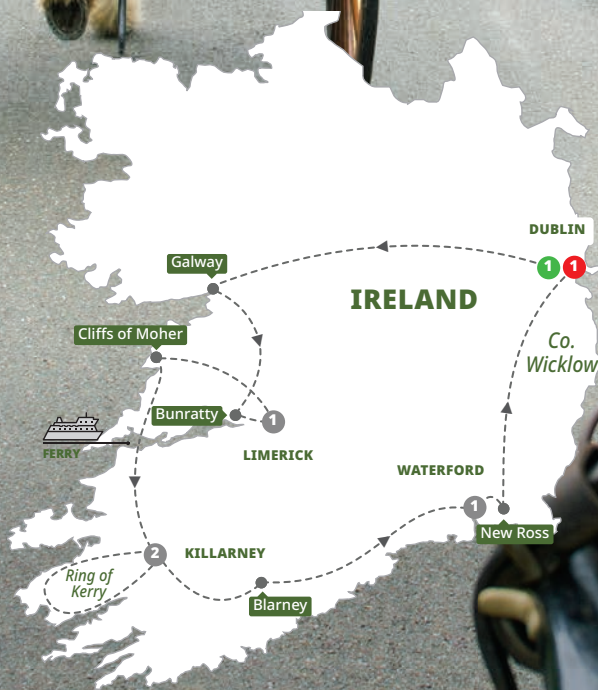 DUBLIN
1
1
Galway
IRELAND
Cliffs of Moher
Co.
Wicklow
Bunratty
1
LIMERICK
FERRY
WATERFORD
1
New Ross
2
KILLARNEY
Ring of
Kerry
Blarney